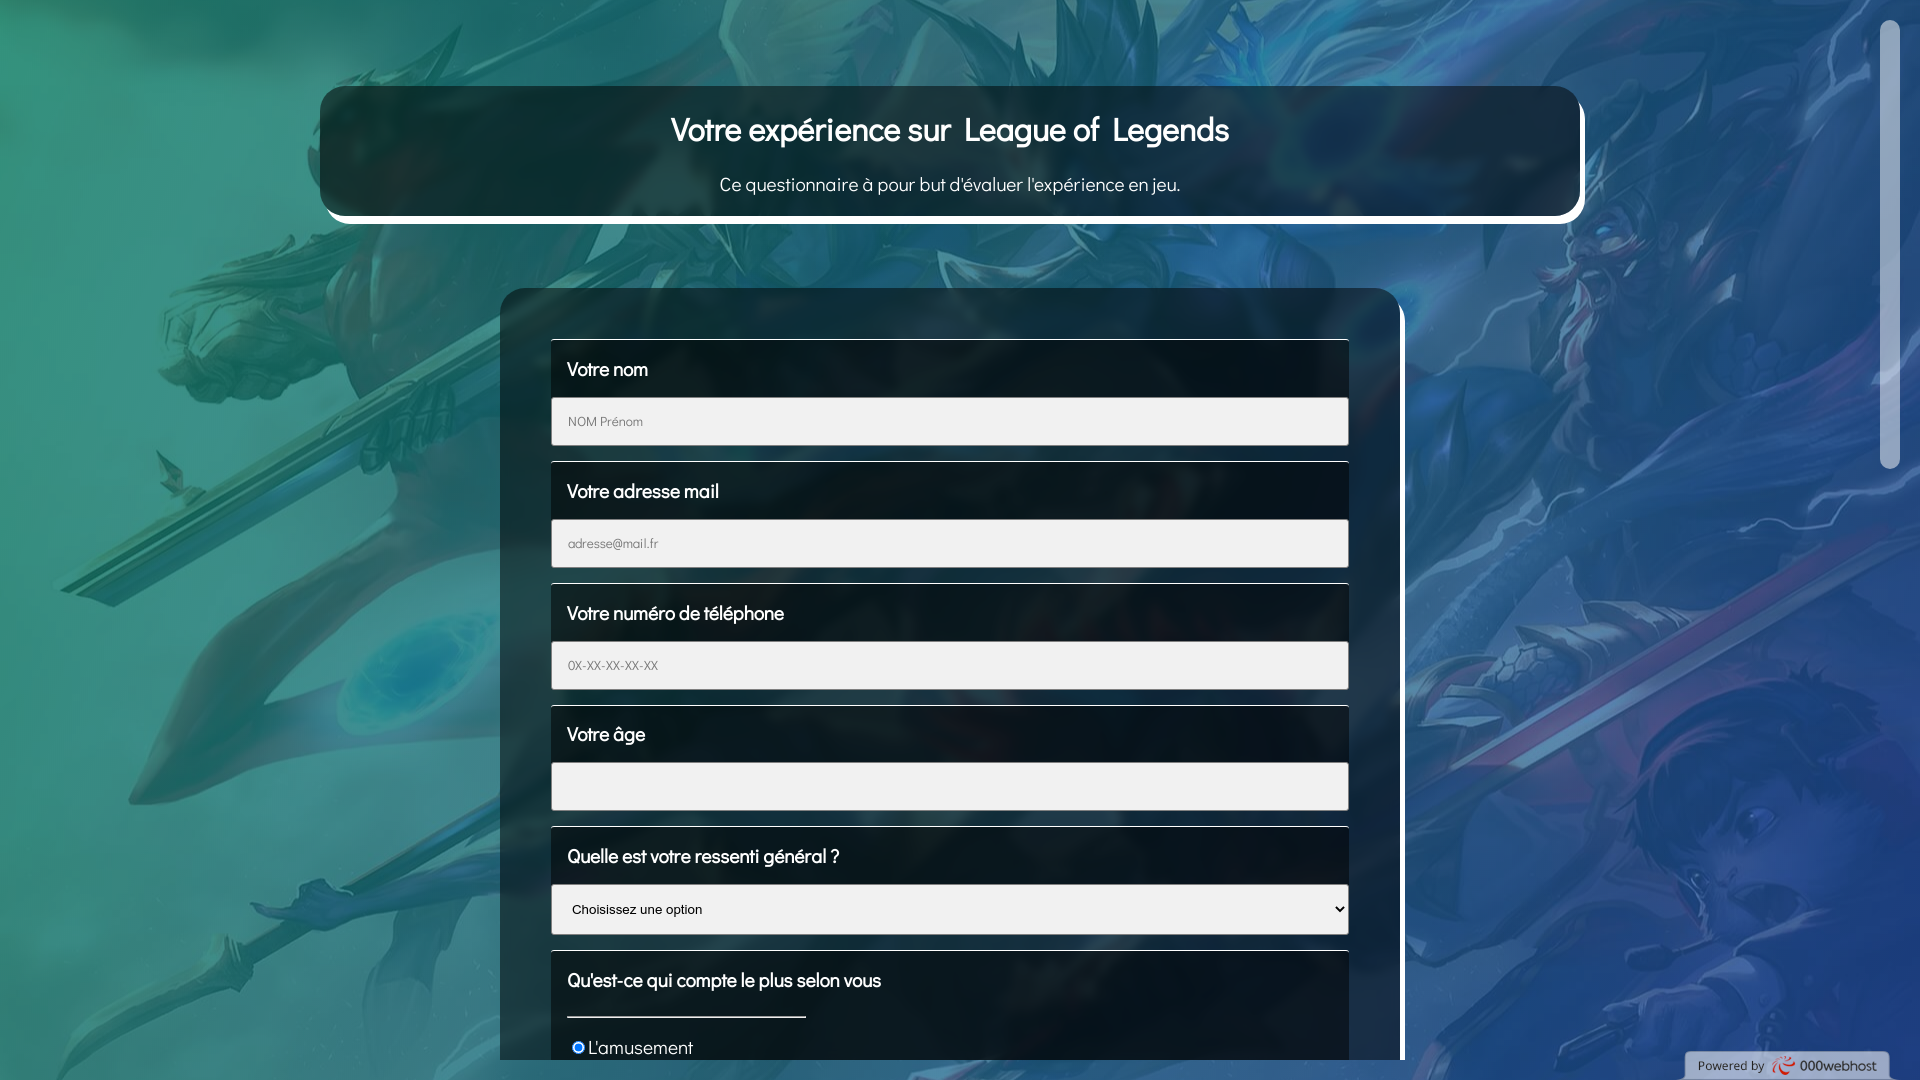 Votre expérience sur League of Legends
Ce questionnaire à pour but d'évaluer l'expérience en jeu.
Votre nom
NOM Prénom
Votre adresse mail
adresse@mail.fr
Votre numéro de téléphone
0X-XX-XX-XX-XX
Votre âge
Quelle est votre ressenti général ?
Choisissez une option
Qu'est-ce qui compte le plus selon vous
L'amusement
Powered by 000webhost